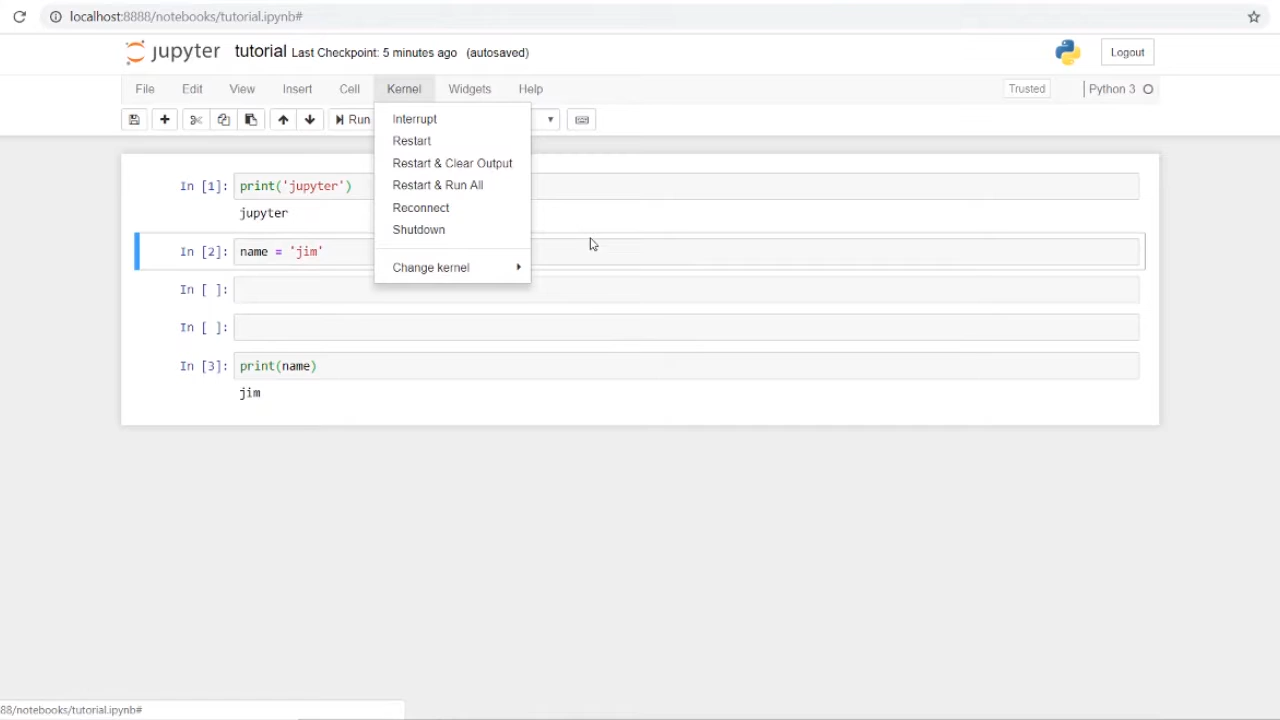 localhost:8888/notebooks/tutorial.ipynb#
jupyter tutorial Last Checkpoint: 5 minutes ago (autosaved)
Logout
File Edit View Insert Cell Kernel Widgets Help Trusted Python 3
Run
Interrupt
Restart
Restart & Clear Output
Restart & Run All
Reconnect
Shutdown
Change kernel
In [1]: print('jupyter')
jupyter
In [2]: name = 'jim'
In [ ]:
In [ ]:
In [3]: print(name)
jim
88/notebooks/tutorial.ipynb#